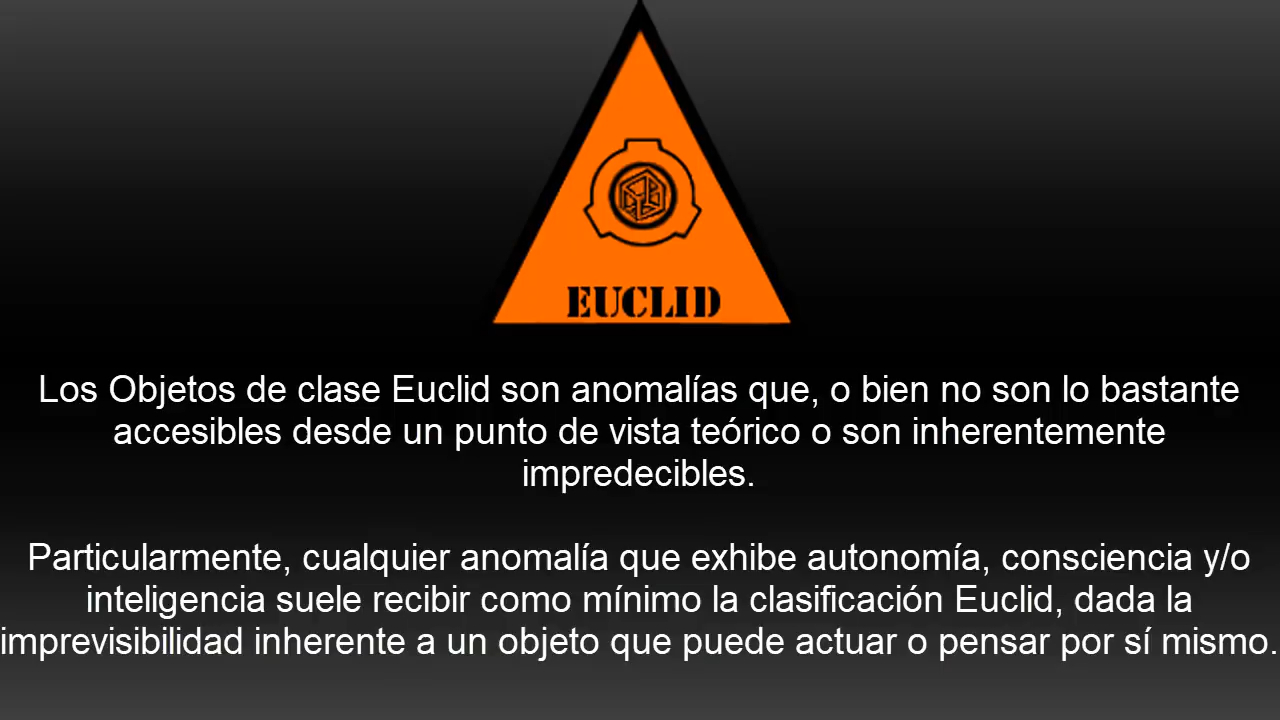 EUCLID
Los Objetos de clase Euclid son anomalías que, o bien no son lo bastante
accesibles desde un punto de vista teórico o son inherentemente
impredecibles.
Particularmente, cualquier anomalía que exhibe autonomía, consciencia y/o
inteligencia suele recibir como mínimo la clasificación Euclid, dada la
imprevisibilidad inherente a un objeto que puede actuar o pensar por sí mismo.